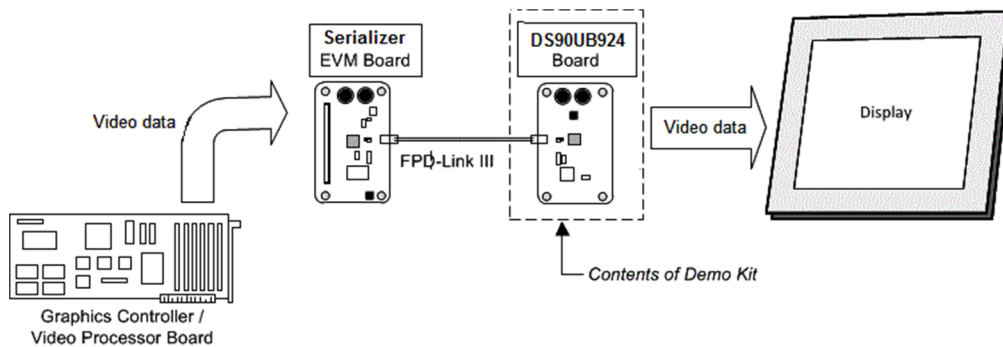 Serializer
EVM Board
DS90UB924
Board
Video data
FPD-Link III
Video data
Display
Contents of Demo Kit
Graphics Controller /
Video Processor Board